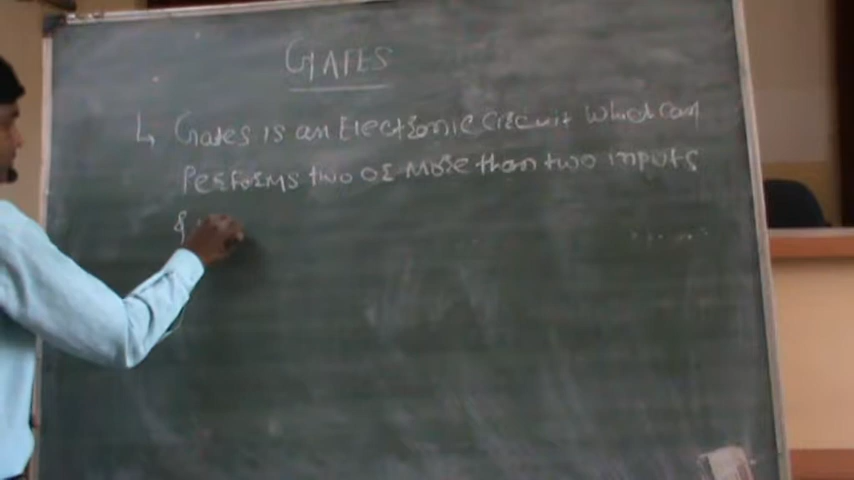 GATES
↳ Gates is an Electronic Circuit which can
Performs two or more than two inputs
&